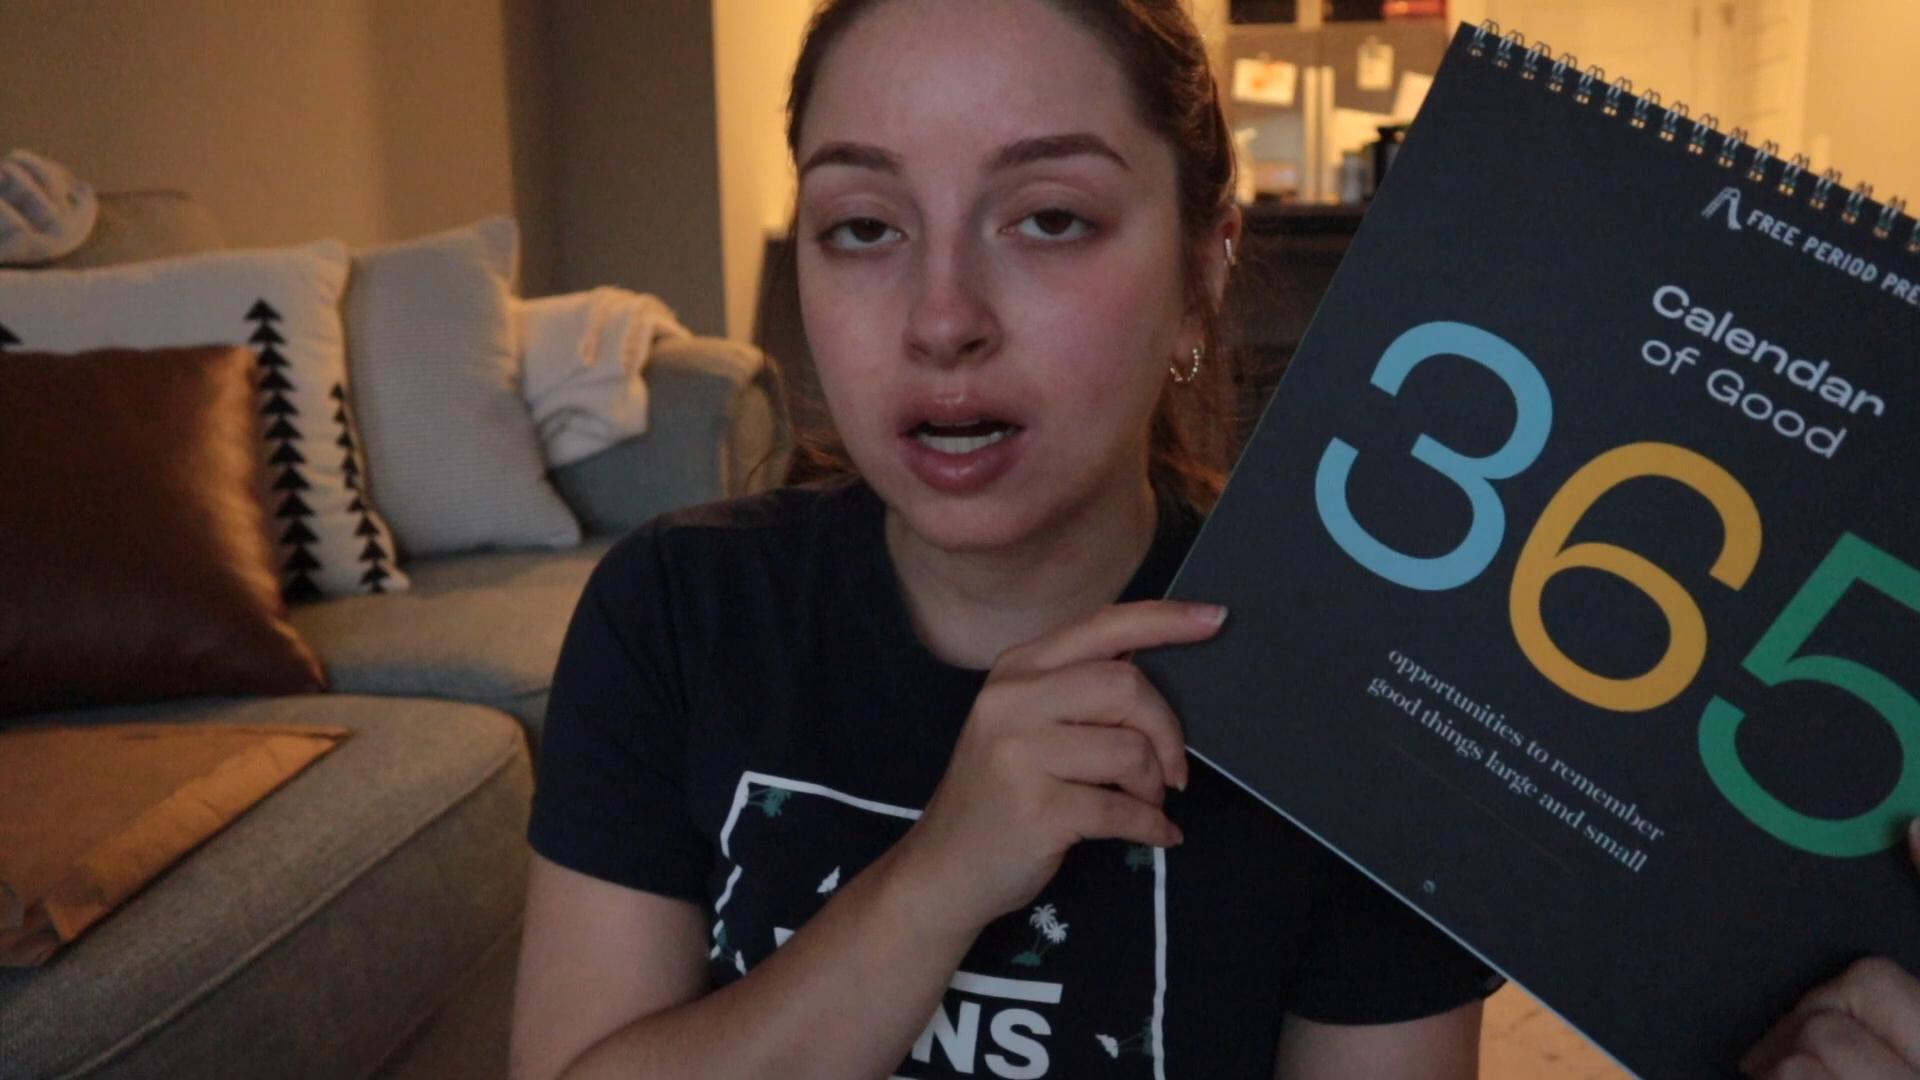 FREE PERIOD PRE
Calendar
of Good
365
opportunities to remember
good things large and small
NS